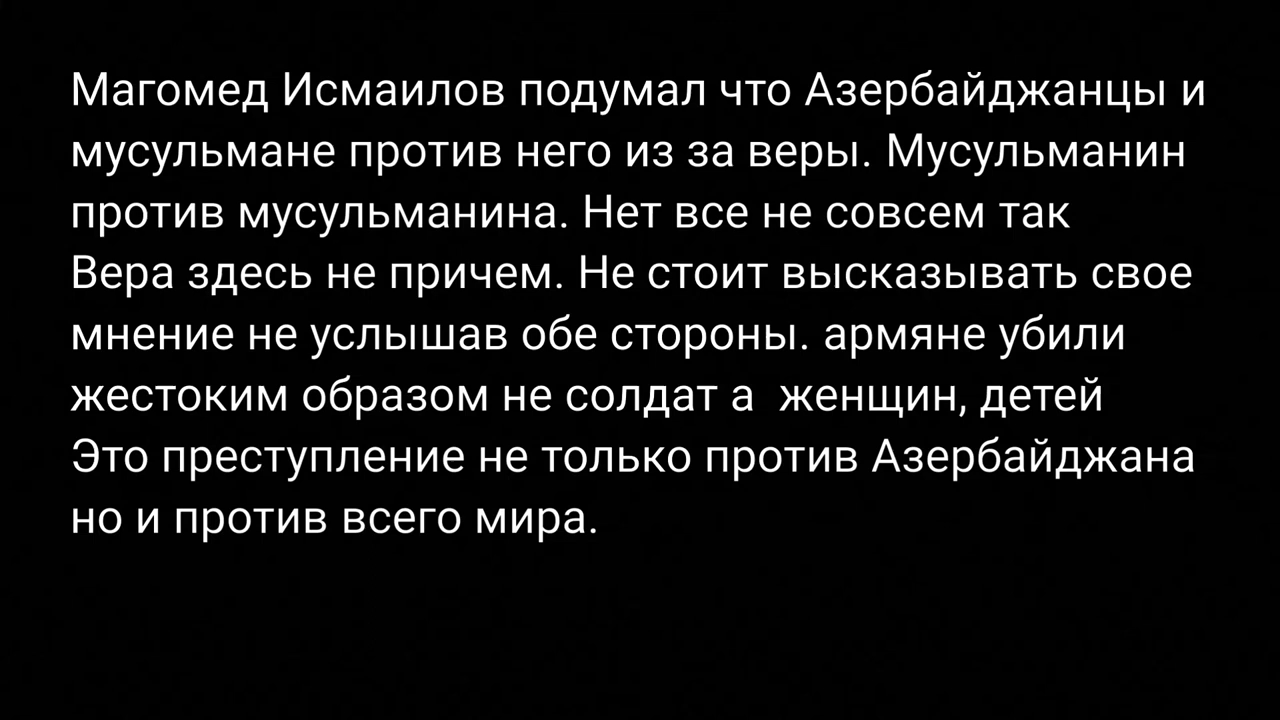 Магомед Исмаилов подумал что Азербайджанцы и
мусульмане против него из за веры. Мусульманин
против мусульманина. Нет все не совсем так
Вера здесь не причем. Не стоит высказывать свое
мнение не услышав обе стороны. армяне убили
жестоким образом не солдат а  женщин, детей
Это преступление не только против Азербайджана
но и против всего мира.